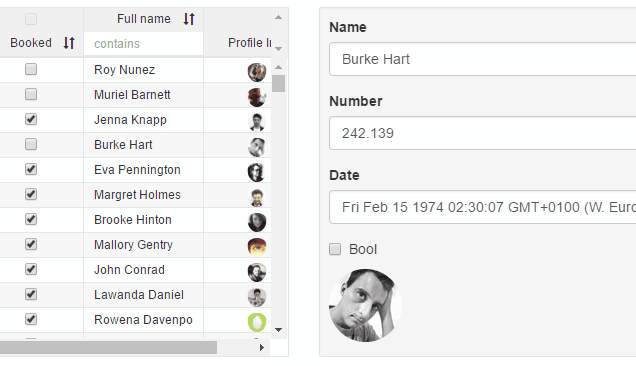 Full name
Booked
contains
Profile I
Roy Nunez
Muriel Barnett
Jenna Knapp
Burke Hart
Eva Pennington
Margret Holmes
Brooke Hinton
Mallory Gentry
John Conrad
Lawanda Daniel
Rowena Davenpo
Name
Burke Hart
Number
242.139
Date
Fri Feb 15 1974 02:30:07 GMT+0100 (W. Euro
Bool